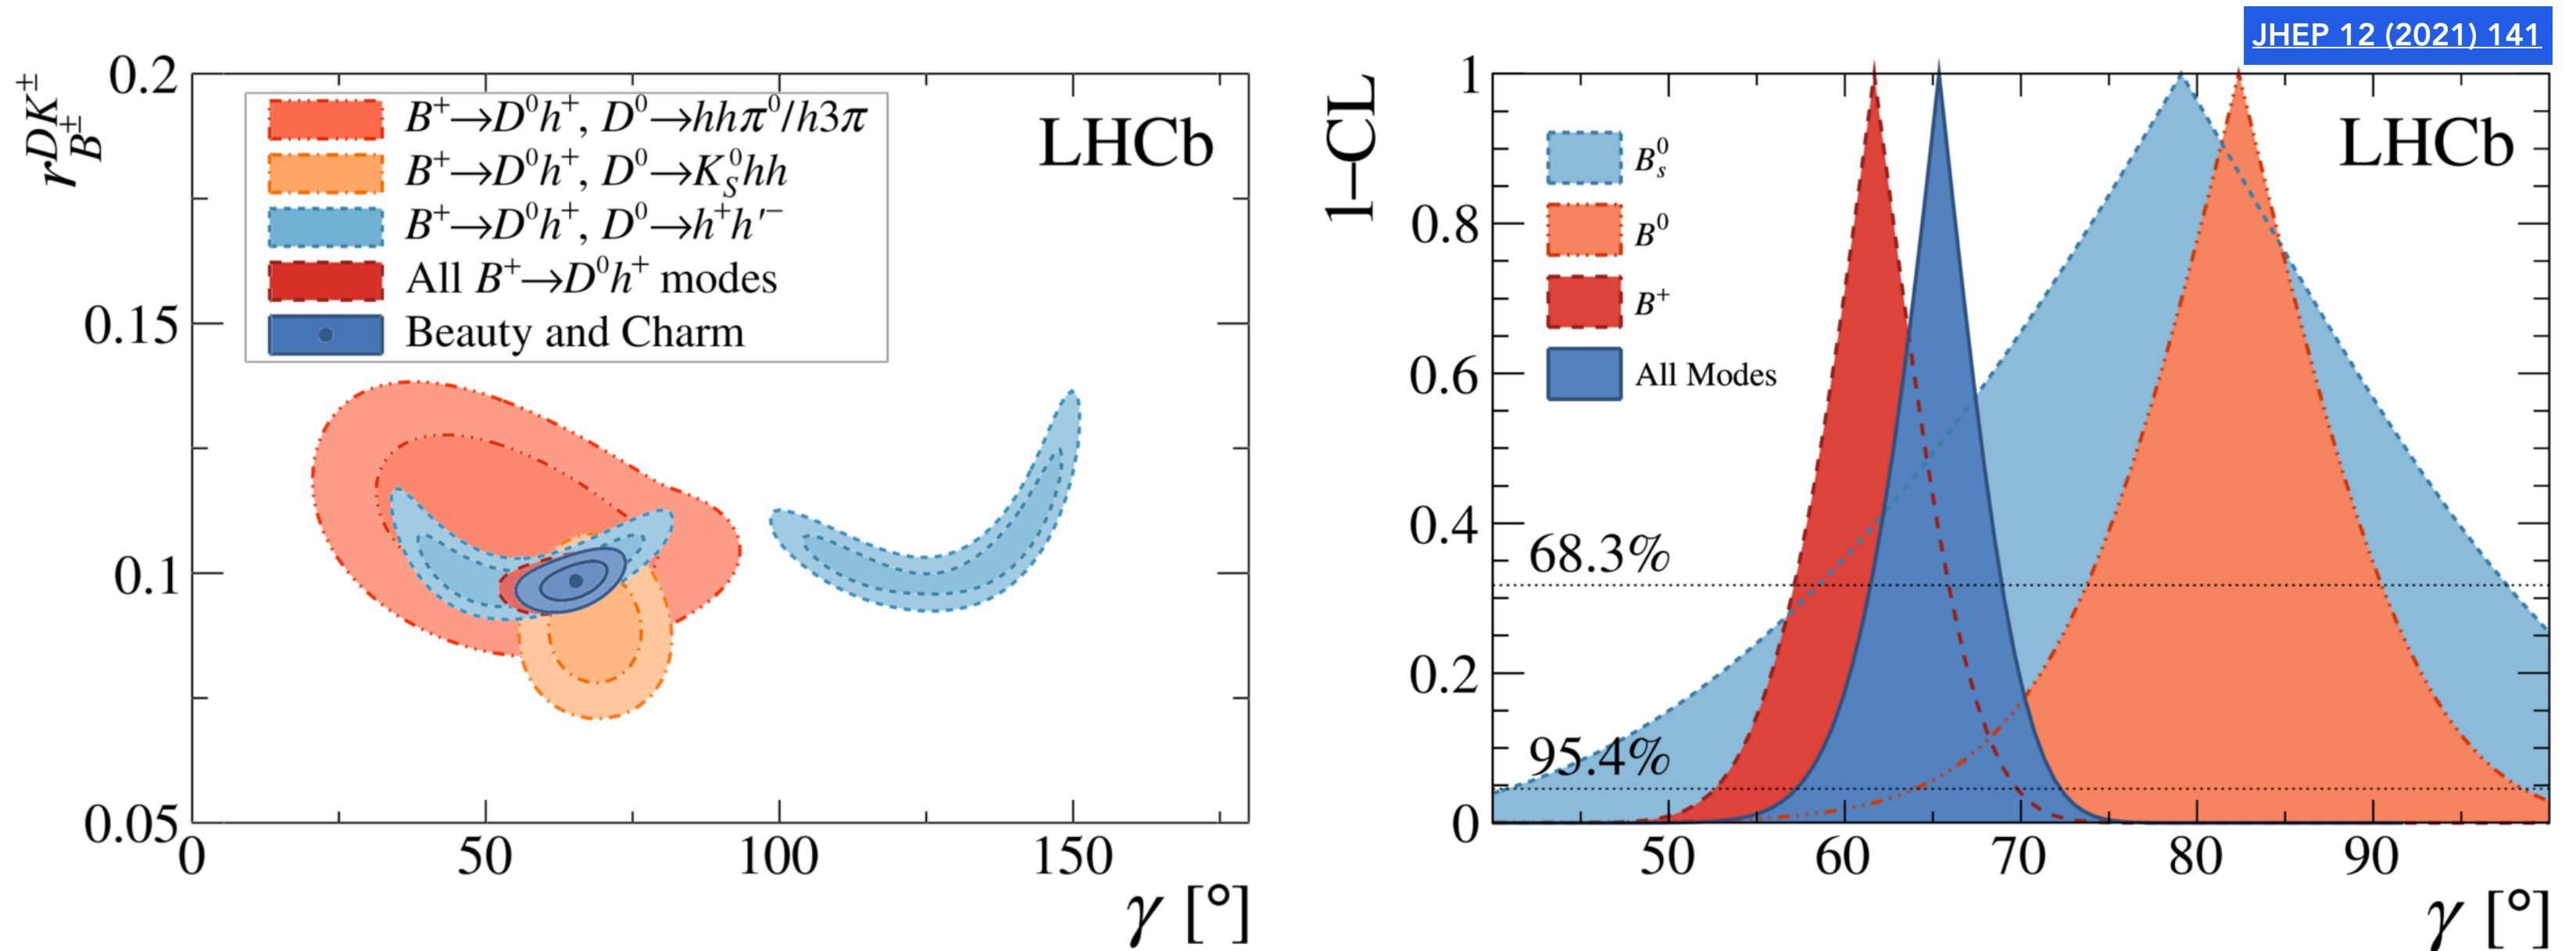 JHEP 12 (2021) 141
r_{B^±}^{DK^±}
0.2
0.15
0.1
0.05
B⁺→D⁰h⁺, D⁰→hhπ⁰/h3π
B⁺→D⁰h⁺, D⁰→K_S⁰hh
B⁺→D⁰h⁺, D⁰→h⁺h′⁻
All B⁺→D⁰h⁺ modes
Beauty and Charm
LHCb
0 50 100 150
γ [°]
1−CL
1
0.8
0.6
0.4
0.2
0
B_s⁰
B⁰
B⁺
All Modes
LHCb
68.3%
95.4%
50 60 70 80 90
γ [°]